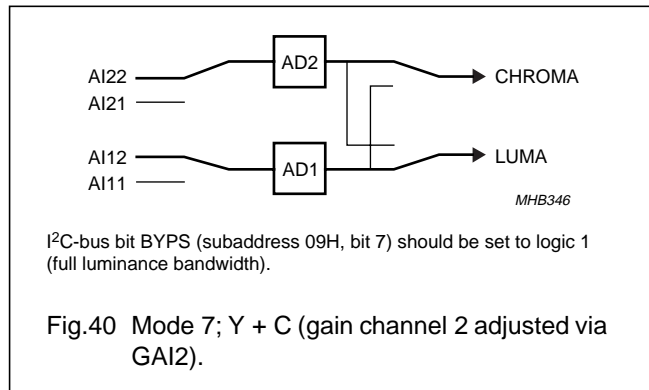 AI22
AD2
CHROMA
AI21
AI12
AD1
LUMA
AI11
MHB346
I²C-bus bit BYPS (subaddress 09H, bit 7) should be set to logic 1
(full luminance bandwidth).
Fig.40 Mode 7; Y + C (gain channel 2 adjusted via
GAI2).